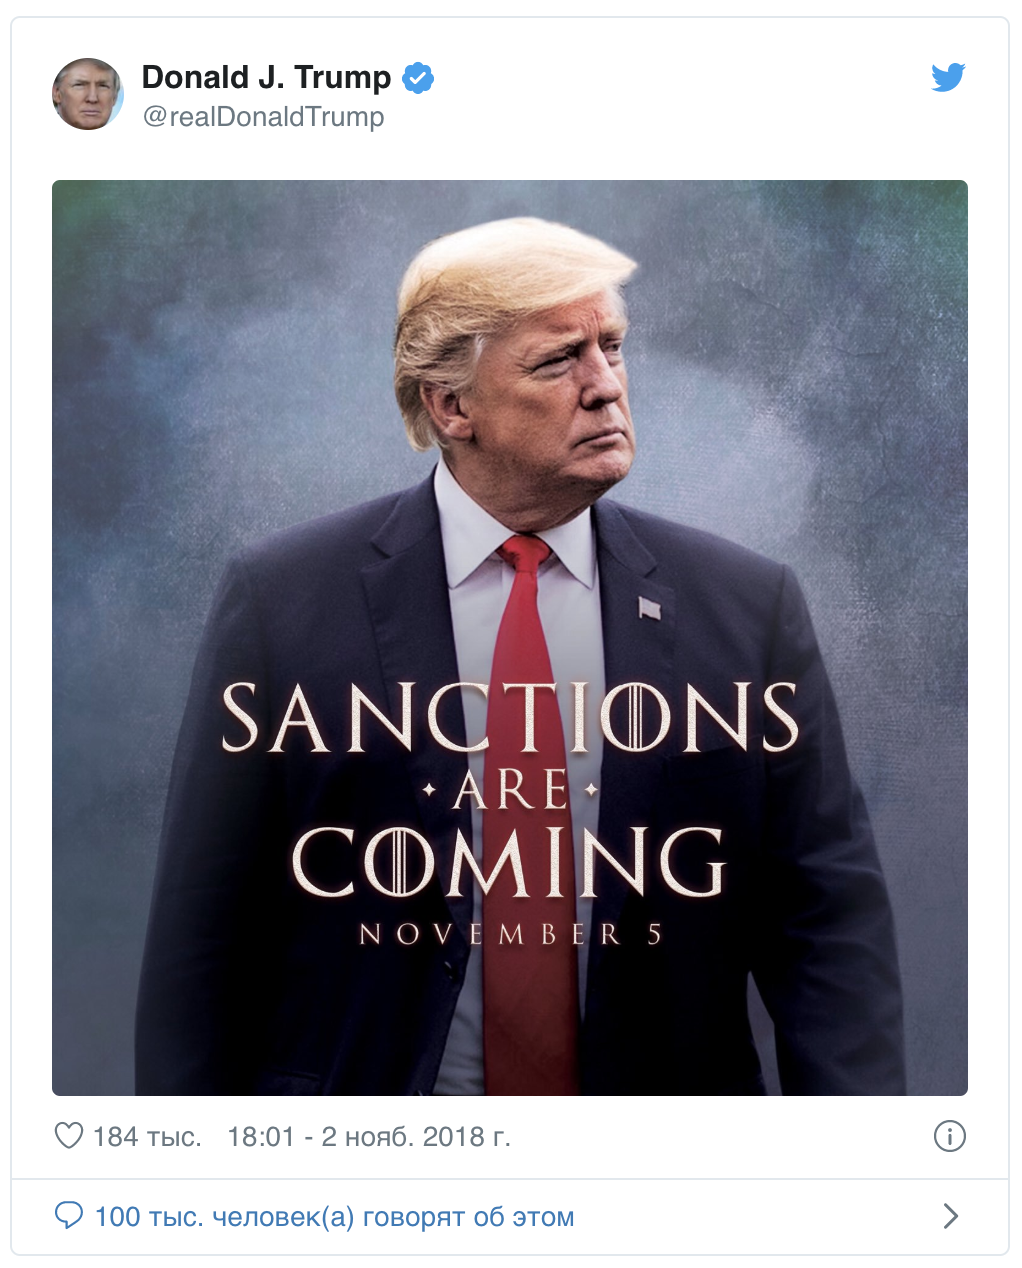 Donald J. Trump
@realDonaldTrump
SANCTIONS
ARE
COMING
NOVEMBER 5
184 тыс. 18:01 - 2 нояб. 2018 г.
100 тыс. человек(а) говорят об этом